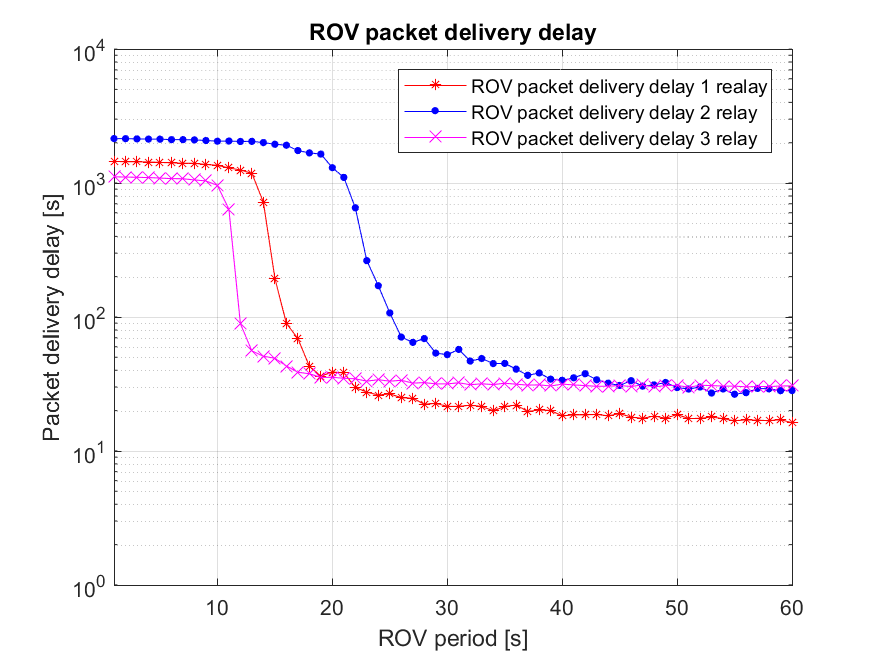 ROV packet delivery delay
10^4
ROV packet delivery delay 1 realay
ROV packet delivery delay 2 relay
ROV packet delivery delay 3 relay
10^3
10^2
10^1
10^0
Packet delivery delay [s]
10 20 30 40 50 60
ROV period [s]